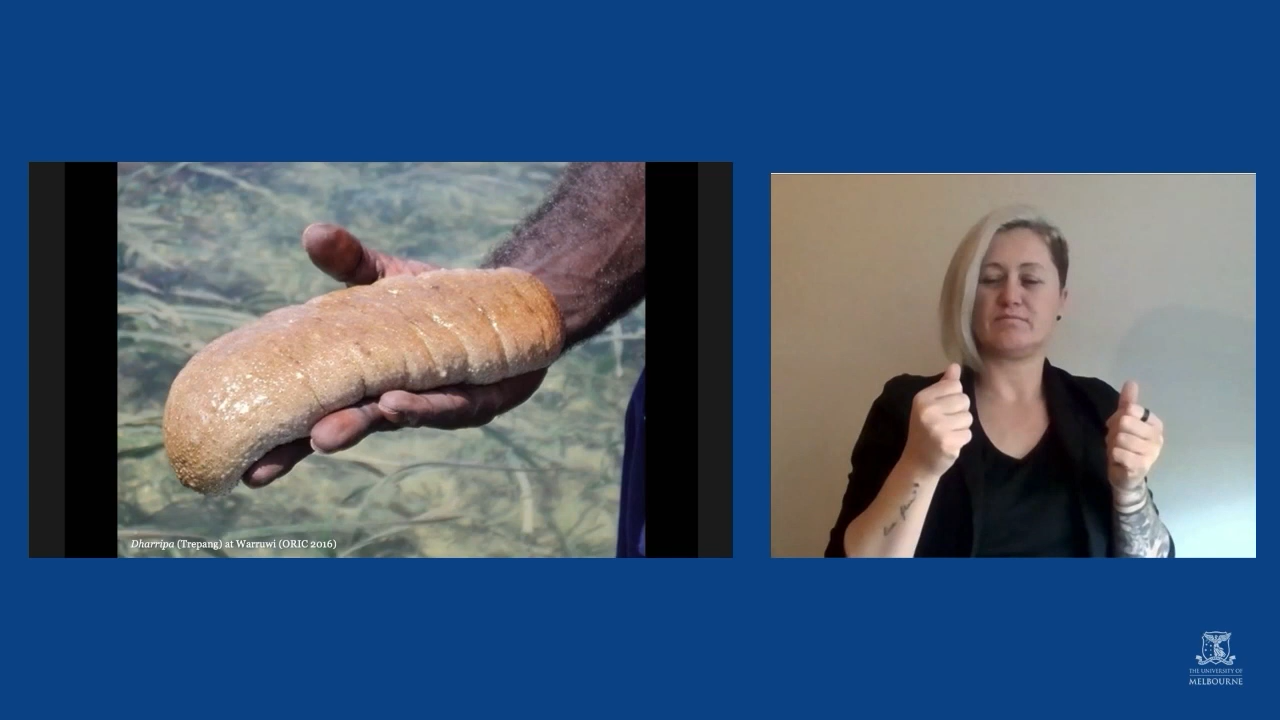 Dharripa (Trepang) at Warruwi (ORIC 2016)
THE UNIVERSITY OF
MELBOURNE